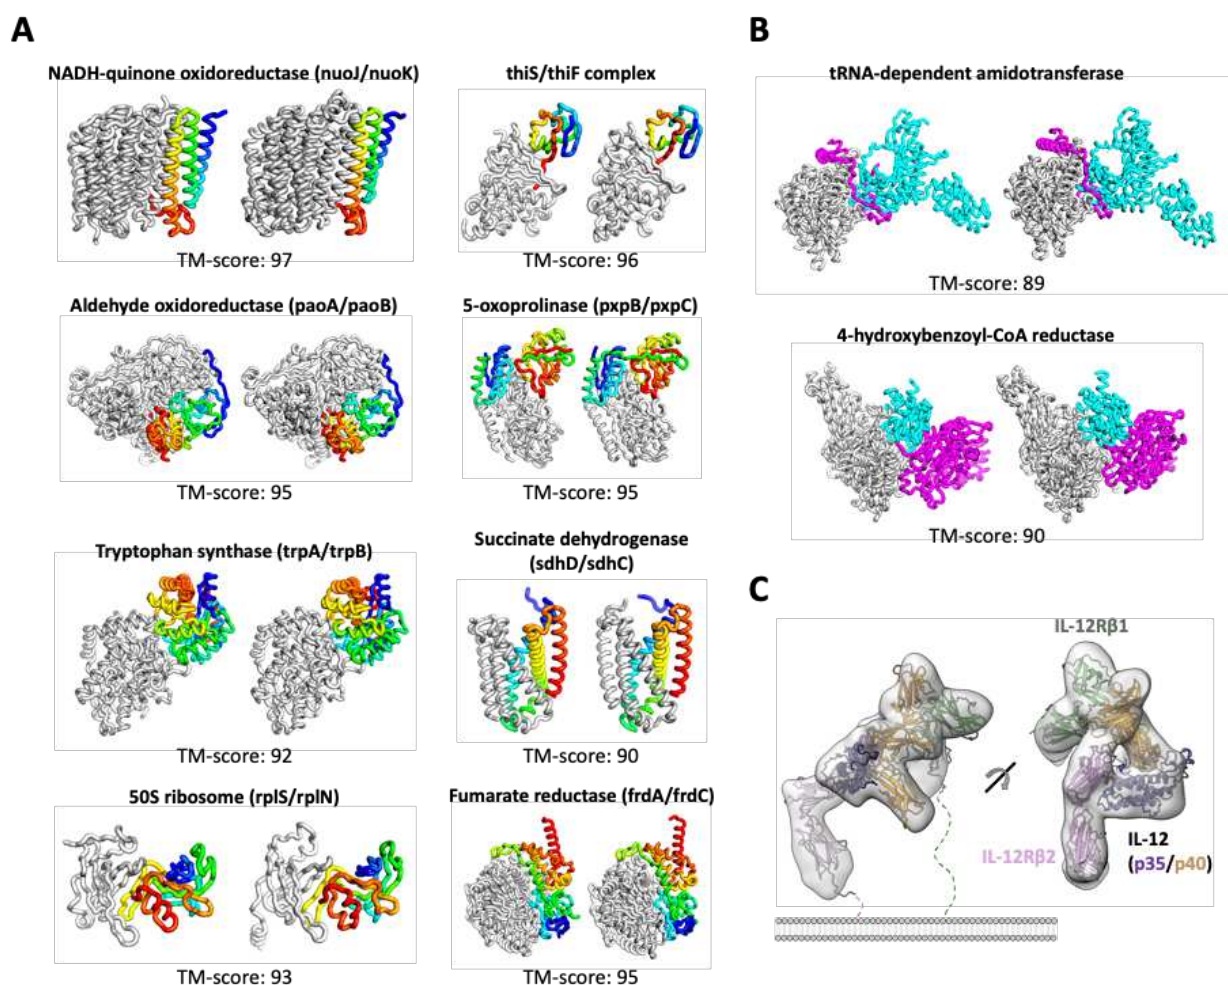 A
NADH-quinone oxidoreductase (nuoJ/nuoK)
TM-score: 97
thiS/thiF complex
TM-score: 96
Aldehyde oxidoreductase (paoA/paoB)
TM-score: 95
5-oxoprolinase (pxpB/pxpC)
TM-score: 95
Tryptophan synthase (trpA/trpB)
TM-score: 92
Succinate dehydrogenase
(sdhD/sdhC)
TM-score: 90
50S ribosome (rplS/rplN)
TM-score: 93
Fumarate reductase (frdA/frdC)
TM-score: 95
B
tRNA-dependent amidotransferase
TM-score: 89
4-hydroxybenzoyl-CoA reductase
TM-score: 90
C
IL-12Rβ1
IL-12Rβ2
IL-12
(p35/p40)